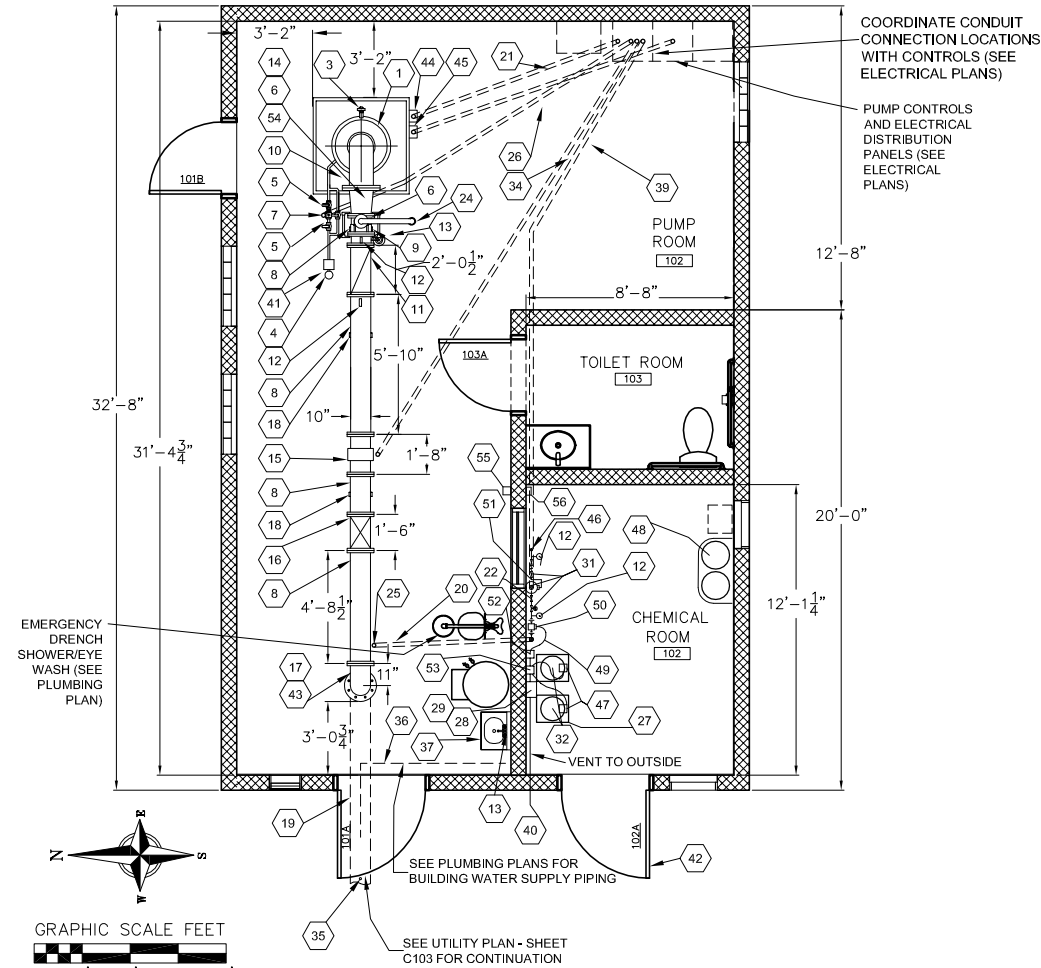 COORDINATE CONDUIT
CONNECTION LOCATIONS
WITH CONTROLS (SEE
ELECTRICAL PLANS)
PUMP CONTROLS
AND ELECTRICAL
DISTRIBUTION
PANELS (SEE
ELECTRICAL
PLANS)
3'-2"
3'-2"
14
6
54
10
5
7
5
8
41
4
12
8
18
15
8
18
16
8
3
1
44
45
21
26
34
39
101B
6
24
13
9
12
11
2'-0 1/2"
PUMP
ROOM
102
12'-8"
8'-8"
5'-10"
103A
TOILET ROOM
103
32'-8"
31'-4 3/4"
10"
1'-8"
55
51
56
46
12
31
12
50
48
20'-0"
1'-6"
22
52
25
20
4'-8 1/2"
12'-1 1/4"
CHEMICAL
ROOM
102
EMERGENCY
DRENCH
SHOWER/EYE
WASH (SEE
PLUMBING
PLAN)
17
43
11"
53
29
28
49
47
27
32
36
37
3'-0 3/4"
VENT TO OUTSIDE
19
101A
13
40
102A
42
SEE PLUMBING PLANS FOR
BUILDING WATER SUPPLY PIPING
35
SEE UTILITY PLAN - SHEET
C103 FOR CONTINUATION
E
N
S
W
GRAPHIC SCALE FEET